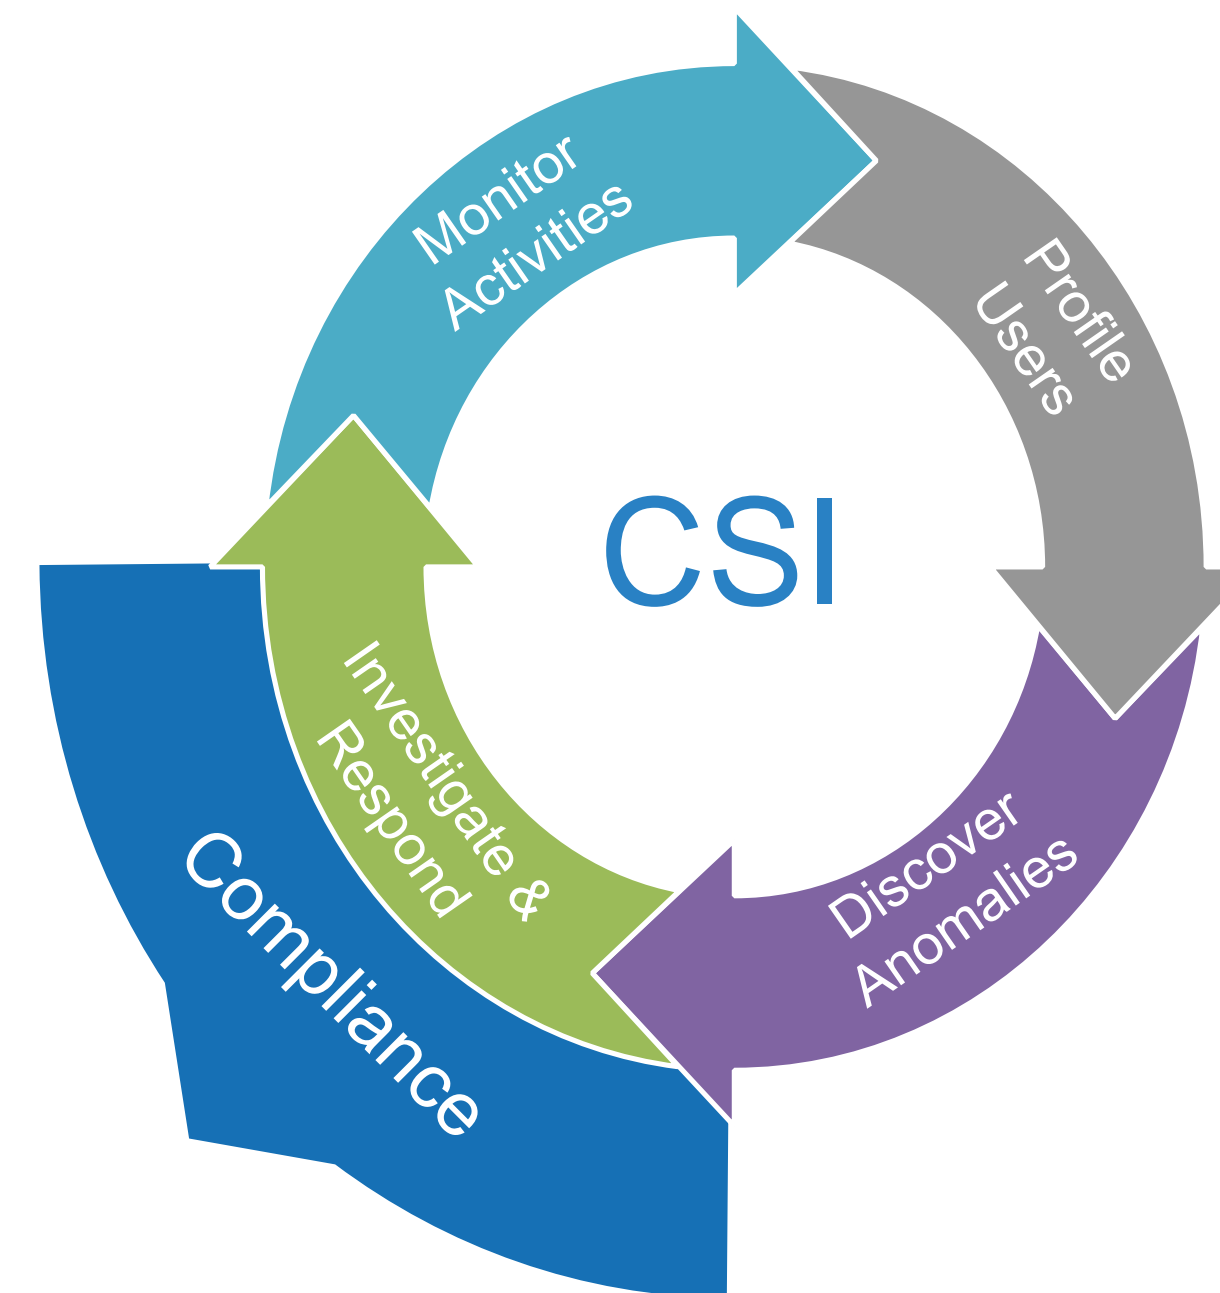 Monitor
Activities
Profile
Users
CSI
Investigate &
Respond
Discover
Anomalies
Compliance